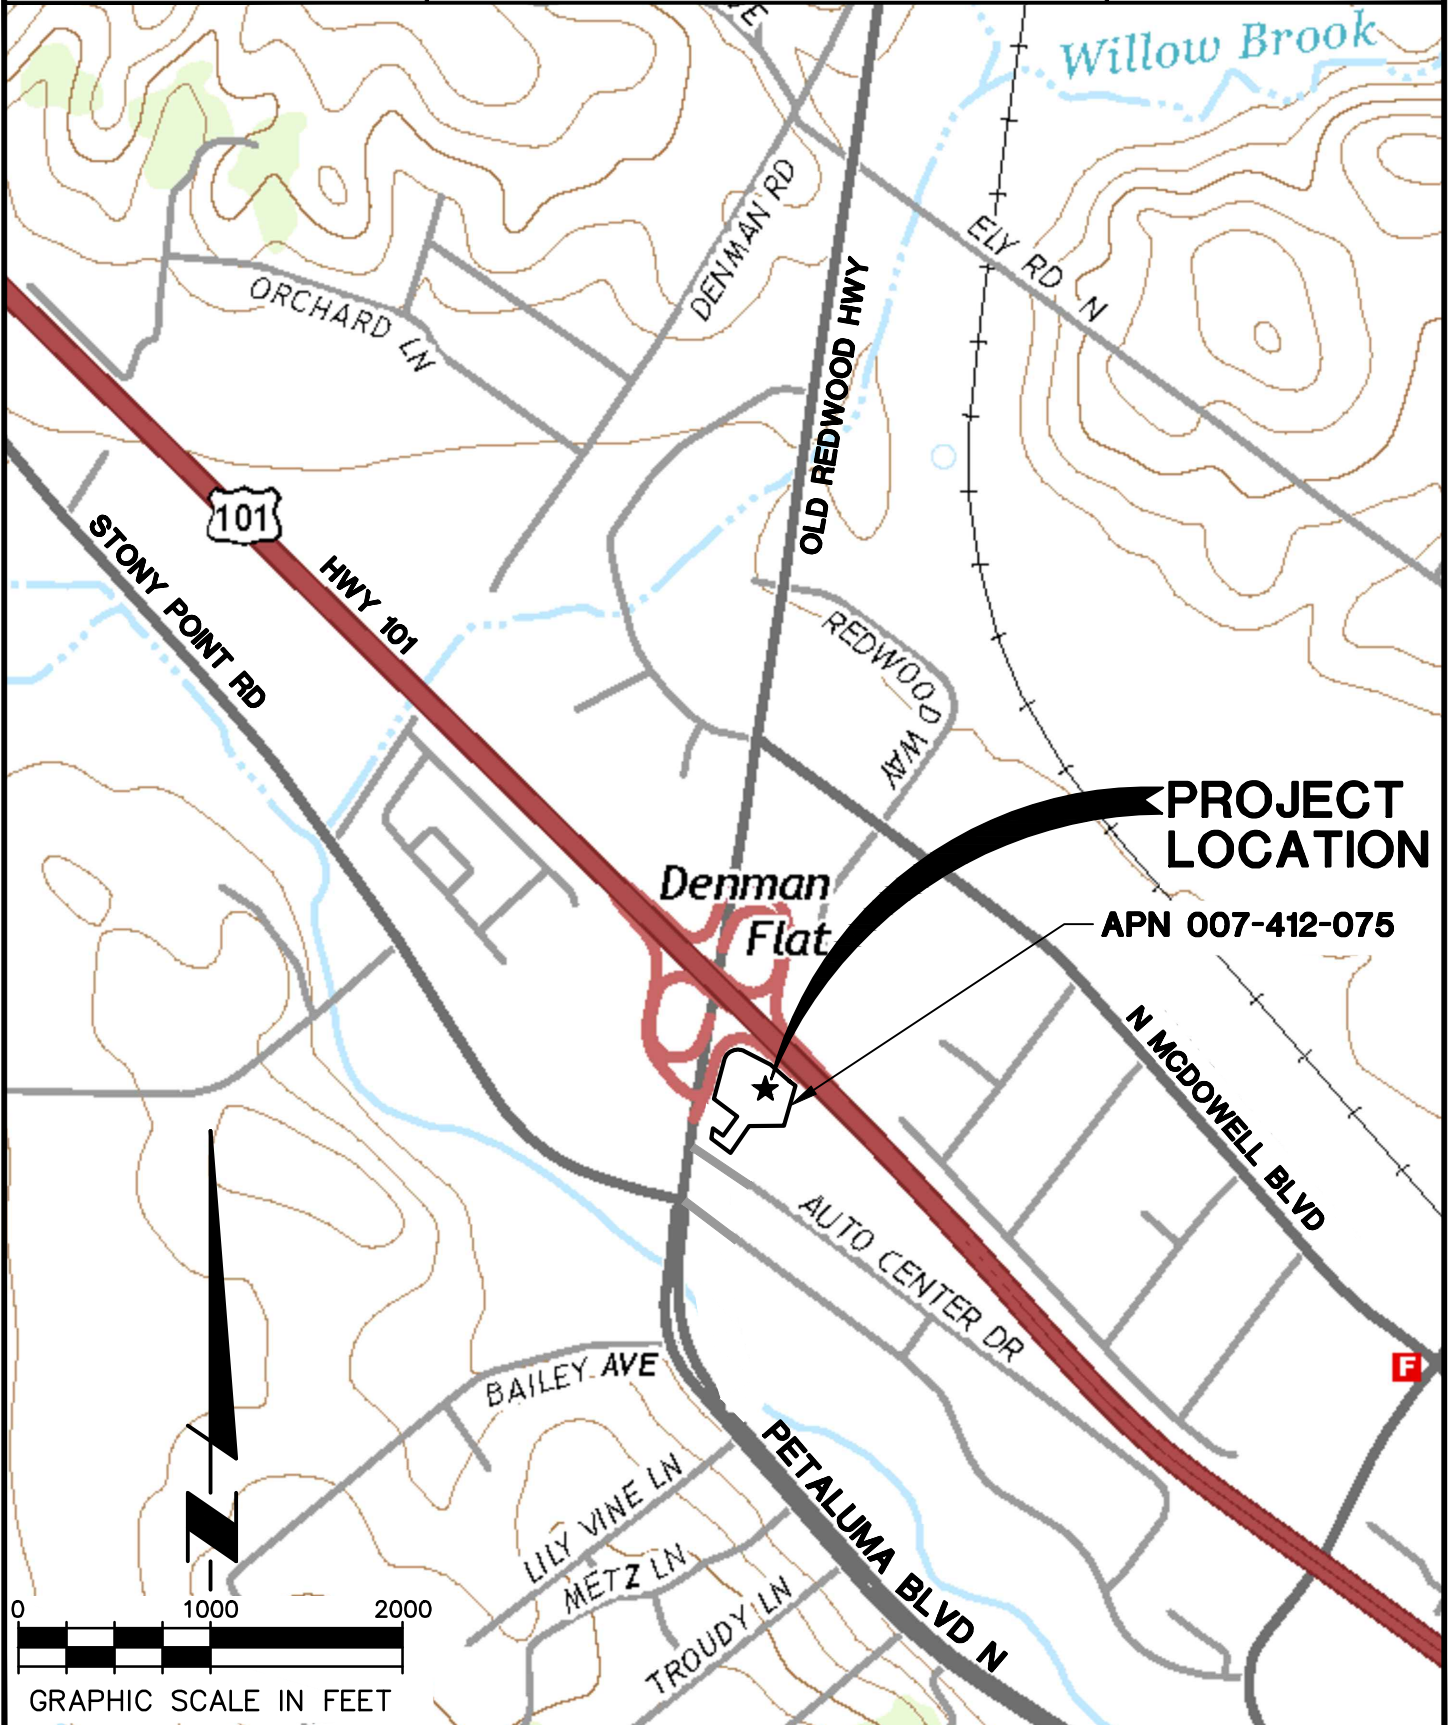 VE
Willow Brook
DENMAN RD
ELY RD N
ORCHARD LN
OLD REDWOOD HWY
101
STONY POINT RD
HWY 101
REDWOOD WAY
PROJECT
LOCATION
Denman
Flat
APN 007-412-075
N MCDOWELL BLVD
AUTO CENTER DR
BAILEY AVE
F
PETALUMA BLVD N
LILY VINE LN
METZ LN
TROUDY LN
N
0 1000 2000
GRAPHIC SCALE IN FEET